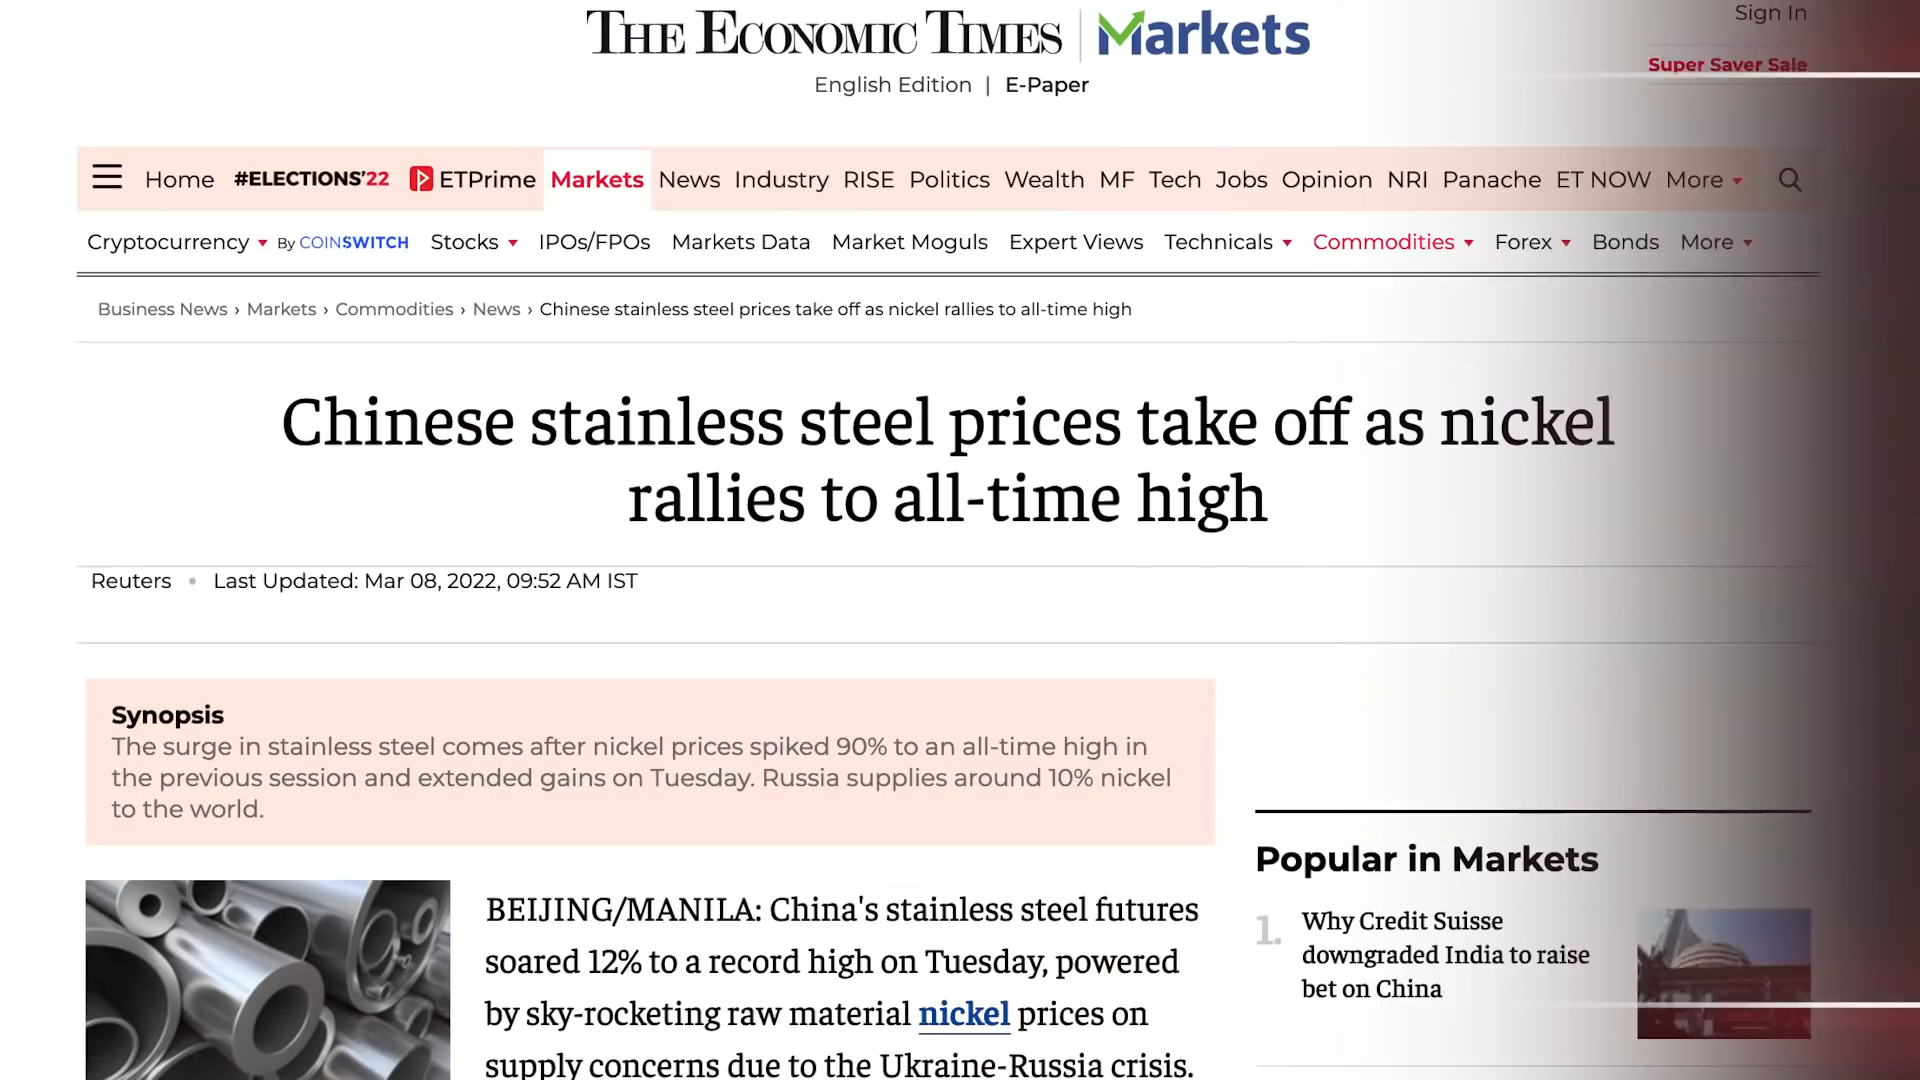 THE ECONOMIC TIMES | Markets
Sign In
English Edition | E-Paper
Super Saver Sale
Home #ELECTIONS'22 ETPrime Markets News Industry RISE Politics Wealth MF Tech Jobs Opinion NRI Panache ET NOW More
Cryptocurrency By COINSWITCH Stocks IPOs/FPOs Markets Data Market Moguls Expert Views Technicals Commodities Forex Bonds More
Business News › Markets › Commodities › News › Chinese stainless steel prices take off as nickel rallies to all-time high
Chinese stainless steel prices take off as nickel
rallies to all-time high
Reuters • Last Updated: Mar 08, 2022, 09:52 AM IST
Synopsis
The surge in stainless steel comes after nickel prices spiked 90% to an all-time high in
the previous session and extended gains on Tuesday. Russia supplies around 10% nickel
to the world.
BEIJING/MANILA: China's stainless steel futures
soared 12% to a record high on Tuesday, powered
by sky-rocketing raw material nickel prices on
supply concerns due to the Ukraine-Russia crisis.
Popular in Markets
1.
Why Credit Suisse
downgraded India to raise
bet on China